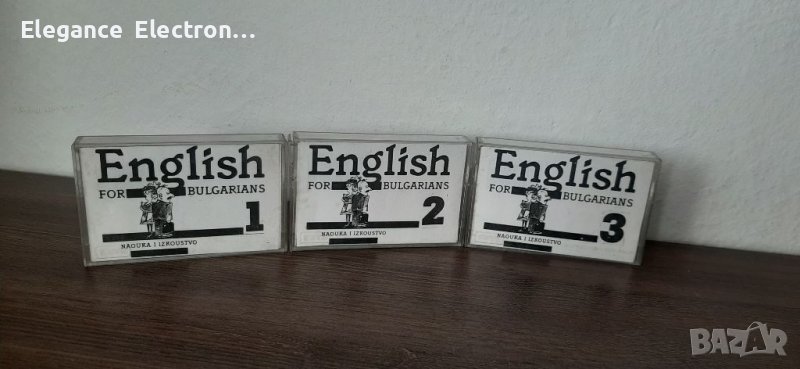 Elegance Electron...
English
FOR BULGARIANS
1
NAOUKA I IZKOUSTVO
English
FOR BULGARIANS
2
NAOUKA I IZKOUSTVO
English
FOR BULGARIANS
3
NAOUKA I IZKOUSTVO
BAZAR